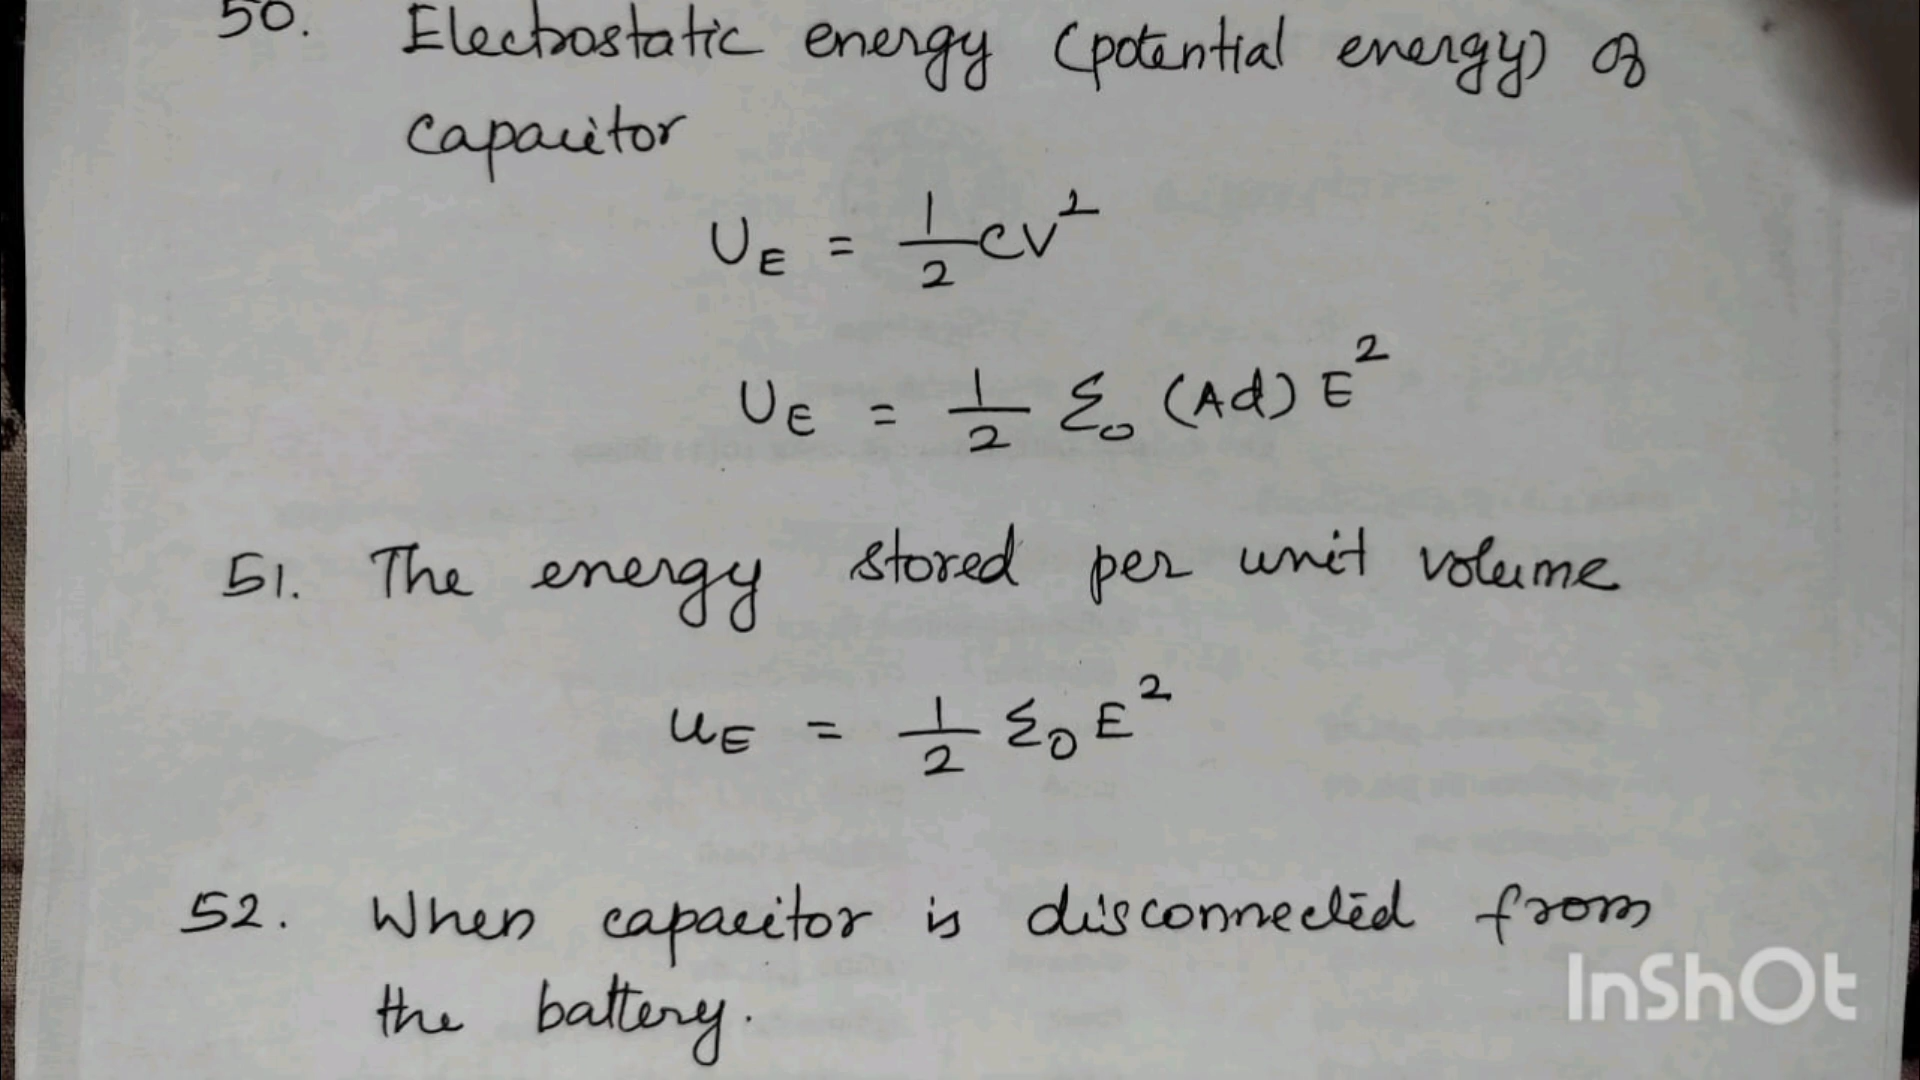 50. Electrostatic energy (potential energy) of
capacitor
U_E = 1/2 CV²
U_E = 1/2 ε₀ (Ad) E²
51. The energy stored per unit volume
u_E = 1/2 ε₀ E²
52. When capacitor is disconnected from
the battery.
InShOt